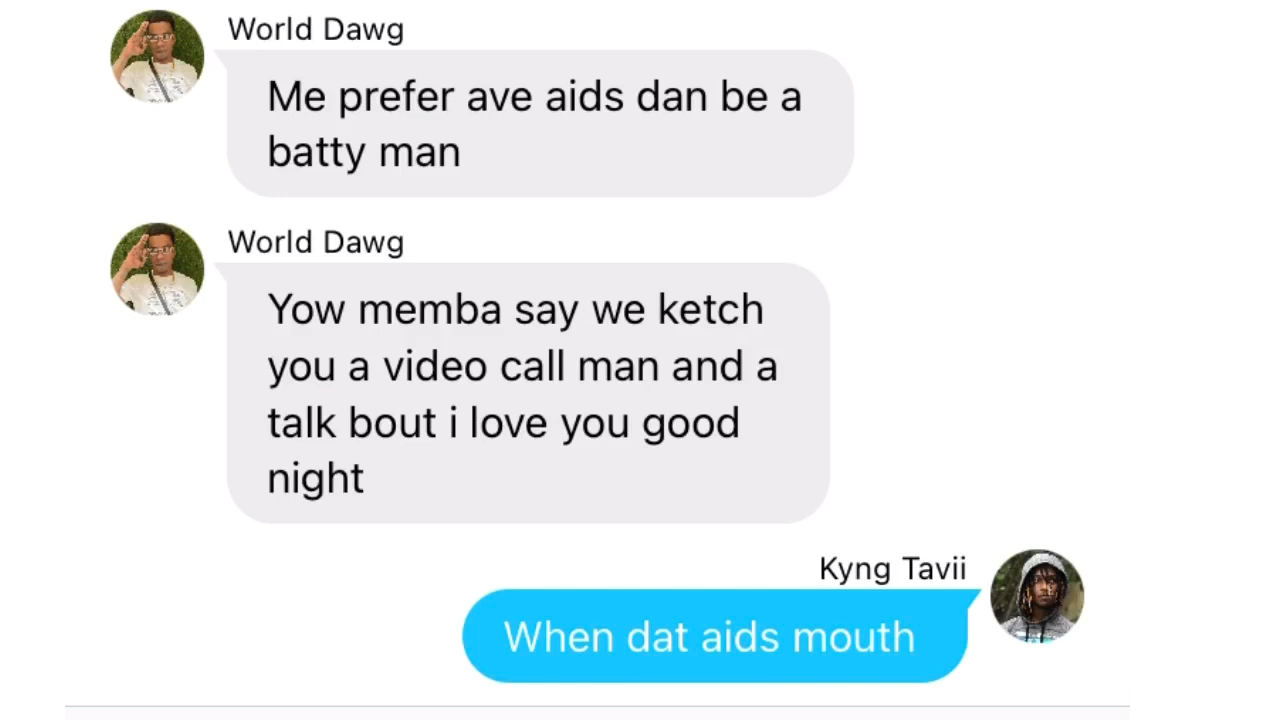 World Dawg
Me prefer ave aids dan be a
batty man
World Dawg
Yow memba say we ketch
you a video call man and a
talk bout i love you good
night
Kyng Tavii
When dat aids mouth